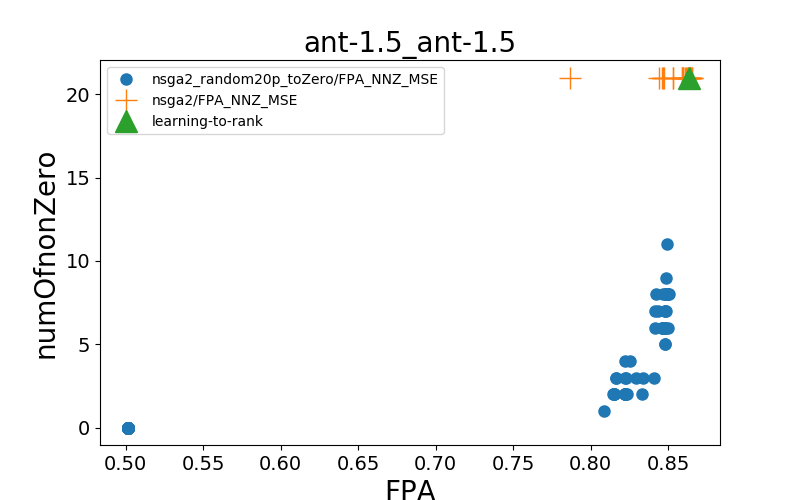 ant-1.5_ant-1.5
nsga2_random20p_toZero/FPA_NNZ_MSE
nsga2/FPA_NNZ_MSE
learning-to-rank
numOfnonZero
20
15
10
5
0
0.50 0.55 0.60 0.65 0.70 0.75 0.80 0.85
FPA